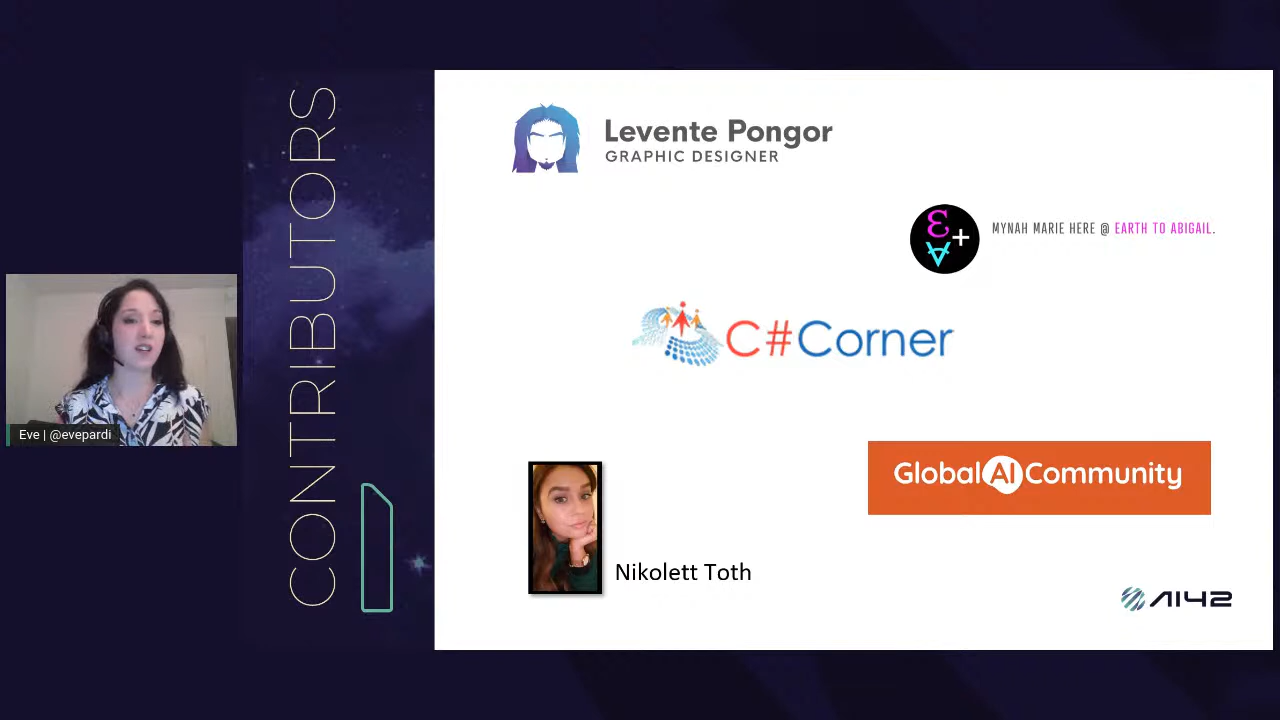 CONTRIBUTORS
Levente Pongor
GRAPHIC DESIGNER
MYNAH MARIE HERE @ EARTH TO ABIGAIL.
C#Corner
Global AI Community
Nikolett Toth
AI42
Eve | @evepardi